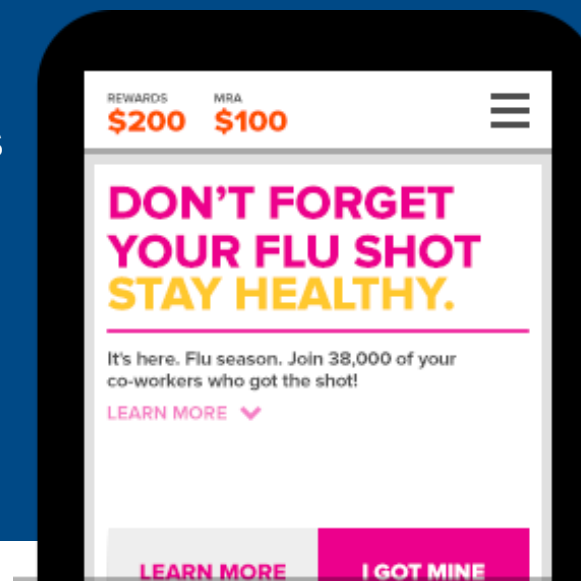 REWARDS MRA
$200 $100
DON'T FORGET
YOUR FLU SHOT
STAY HEALTHY.
It's here. Flu season. Join 38,000 of your
co-workers who got the shot!
LEARN MORE
LEARN MORE I GOT MINE